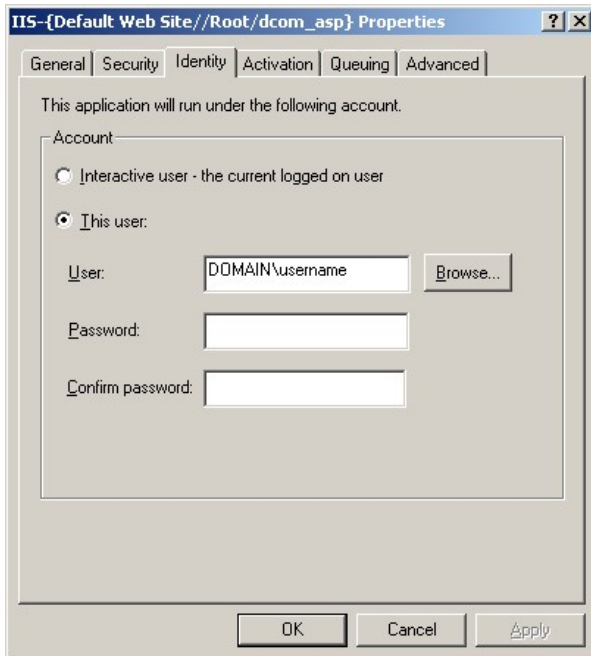 IIS-{Default Web Site//Root/dcom_asp} Properties
General Security Identity Activation Queuing Advanced
This application will run under the following account.
Account
Interactive user - the current logged on user
This user:
User: DOMAIN\username Browse...
Password:
Confirm password:
OK Cancel Apply